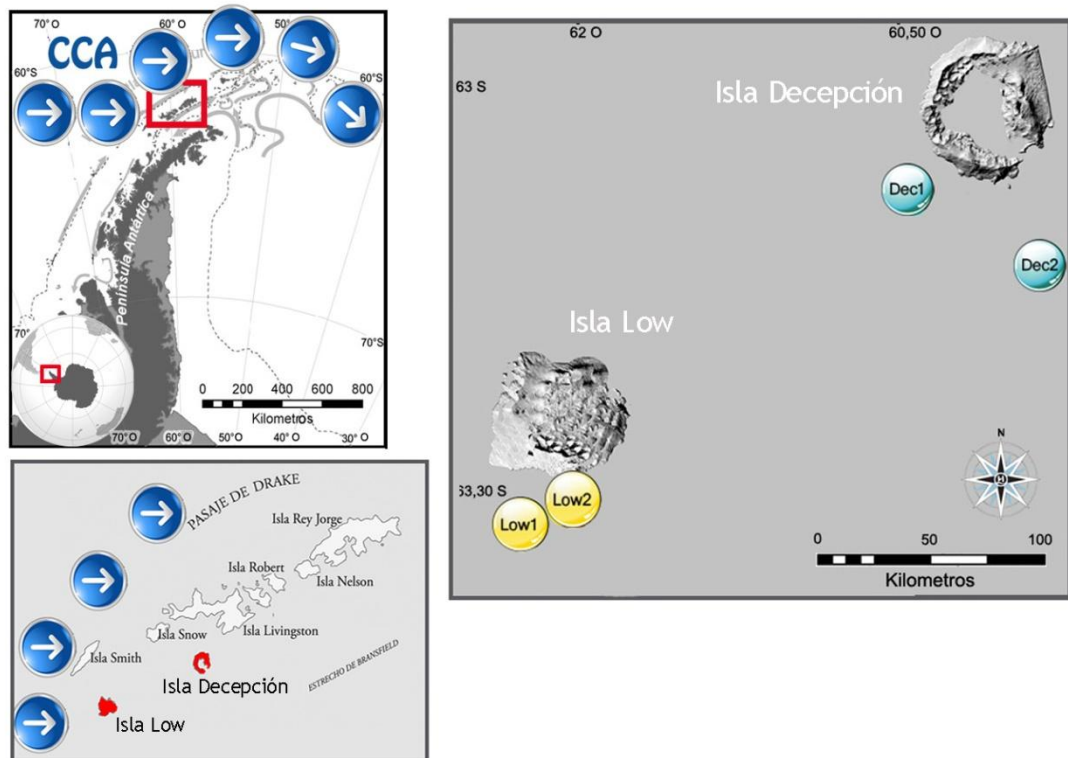 70° O
60° O
50° O
CCA
60°S
60°S
Península Antártica
70°
70°S
0 200 400 600 800
Kilometros
70°O
60°O
50°O
40°O
30°O
PASAJE DE DRAKE
Isla Rey Jorge
Isla Robert
Isla Nelson
Isla Snow
Isla Livingston
Isla Smith
ESTRECHO DE BRANSFIELD
Isla Decepción
Isla Low
62 O
60,50 O
63 S
Isla Decepción
Dec1
Dec2
Isla Low
63,30 S
Low2
Low1
N
0 50 100
Kilometros